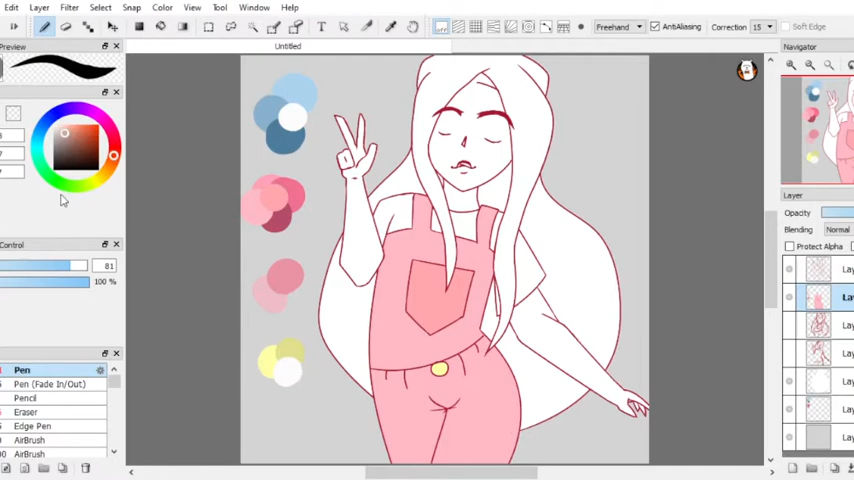 Edit Layer Filter Select Snap Color View Tool Window Help
Freehand AntiAliasing Correction 15 Soft Edge
Preview
Untitled
Navigator
Control
81
100 %
Layer
Opacity
Blending Normal
Protect Alpha
Pen
Pen (Fade In/Out)
Pencil
Eraser
Edge Pen
AirBrush
AirBrush